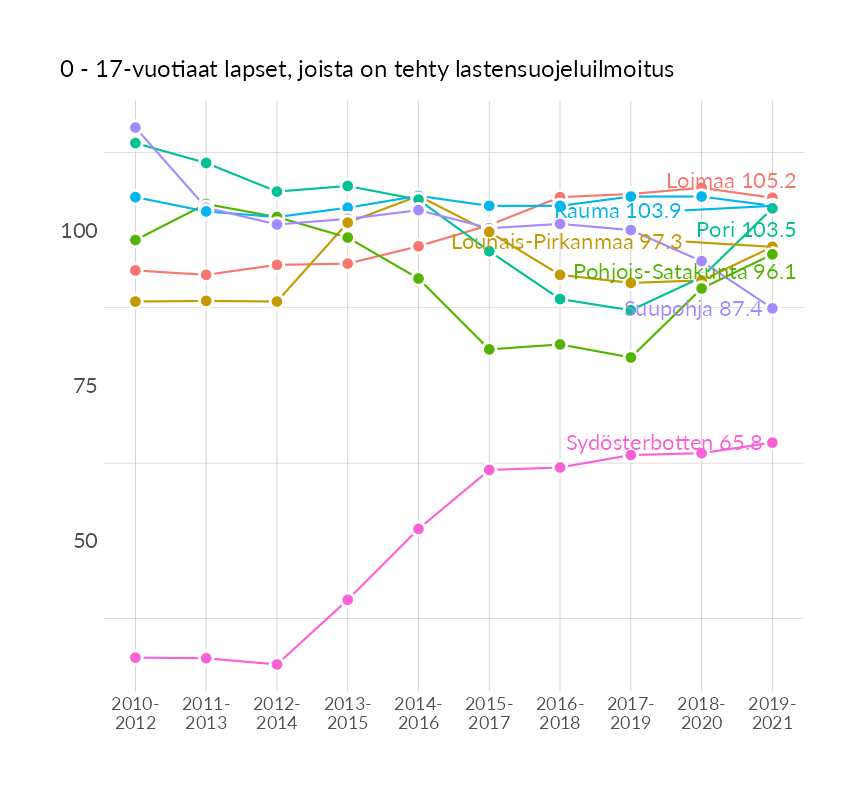 0 - 17-vuotiaat lapset, joista on tehty lastensuojeluilmoitus
Loimaa 105.2
Rauma 103.9
100
Pori 103.5
Lounais-Pirkanmaa 97.3
Pohjois-Satakunta 96.1
Suupohja 87.4
75
Sydösterbotten 65.8
50
2010- 2011- 2012- 2013- 2014- 2015- 2016- 2017- 2018- 2019-
2012 2013 2014 2015 2016 2017 2018 2019 2020 2021